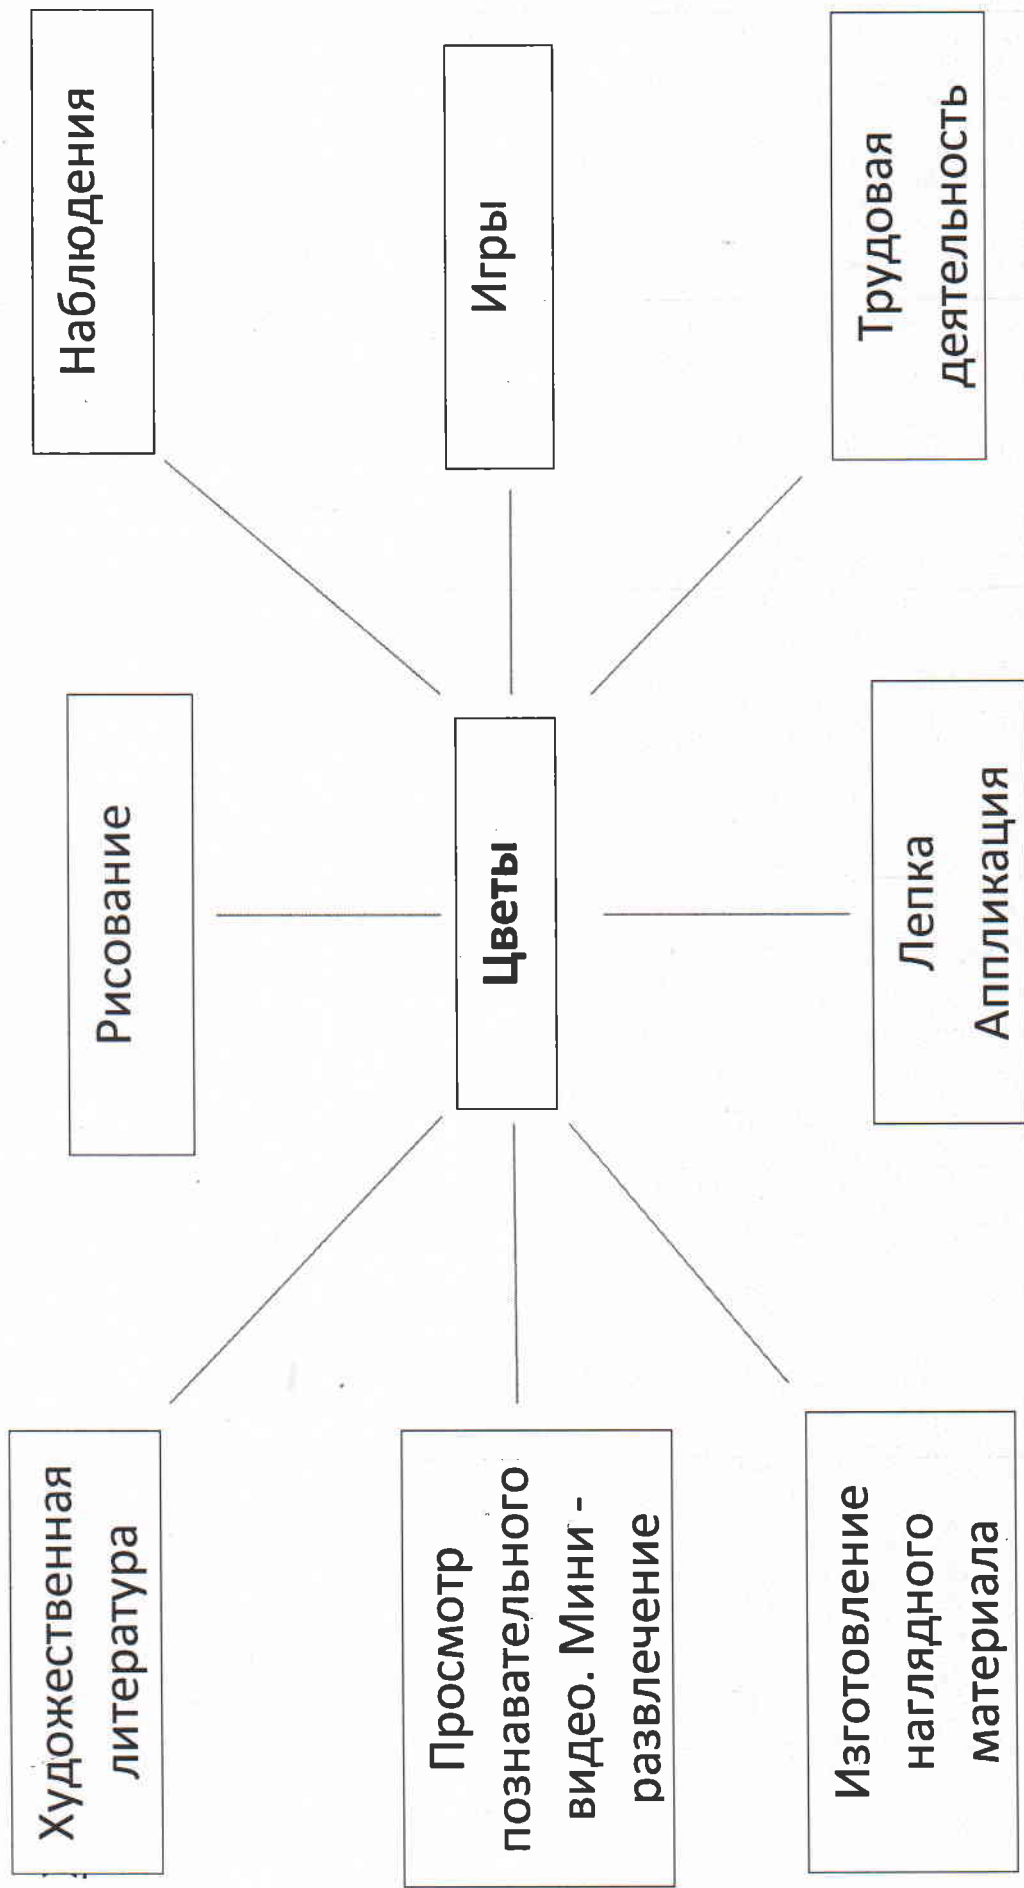 Художественная
литература
Рисование
Наблюдения
Просмотр
познавательного
видео. Мини -
развлечение
Цветы
Игры
Изготовление
наглядного
материала
Лепка
Аппликация
Трудовая
деятельность